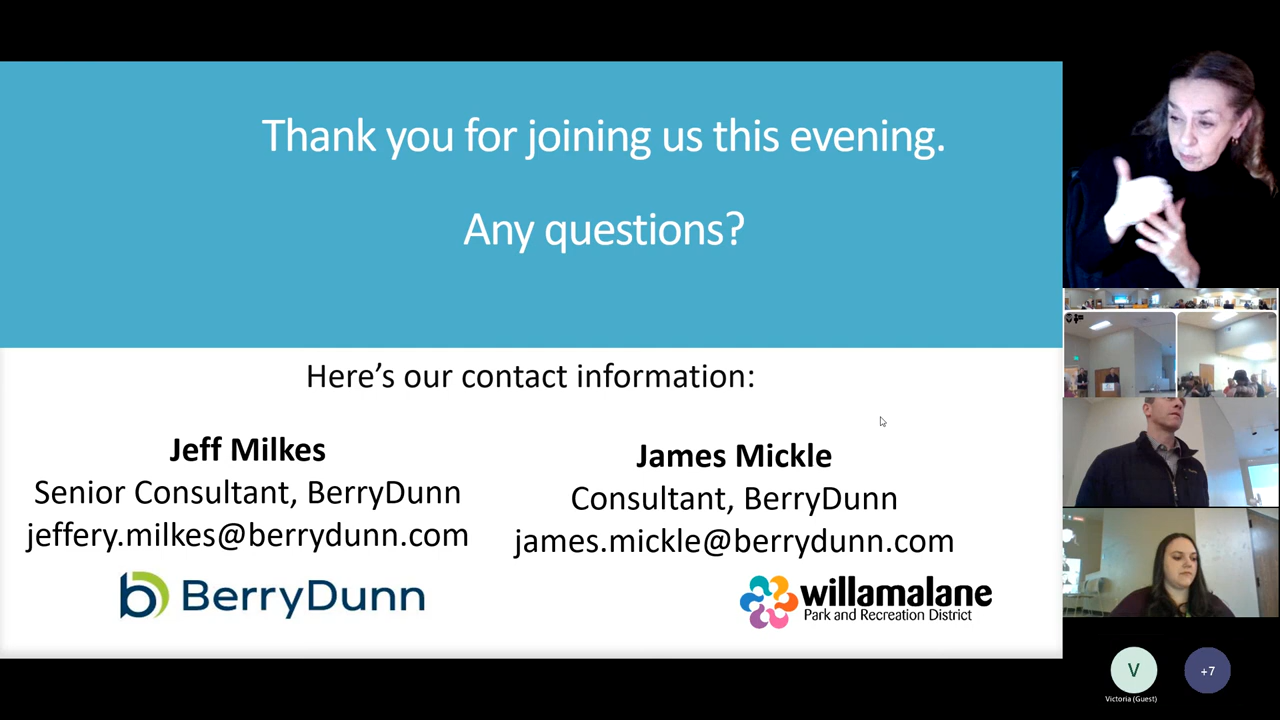 Thank you for joining us this evening.
Any questions?
Here’s our contact information:
Jeff Milkes
Senior Consultant, BerryDunn
jeffery.milkes@berrydunn.com
James Mickle
Consultant, BerryDunn
james.mickle@berrydunn.com
b BerryDunn
willamalane
Park and Recreation District
V
+7
Victoria (Guest)